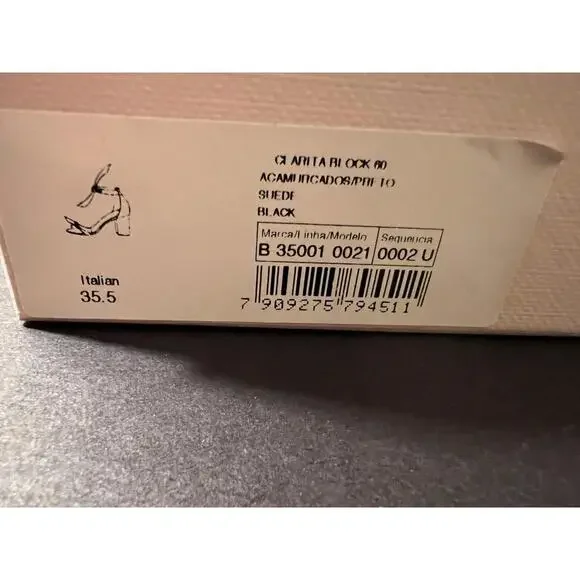 CLARITA BLOCK 60
ACAMURCADOS/PRETO
SUEDE
BLACK
Marca/Linha/Modelo Sequencia
B 35001 0021 0002 U
Italian
35.5
7 909275 794511